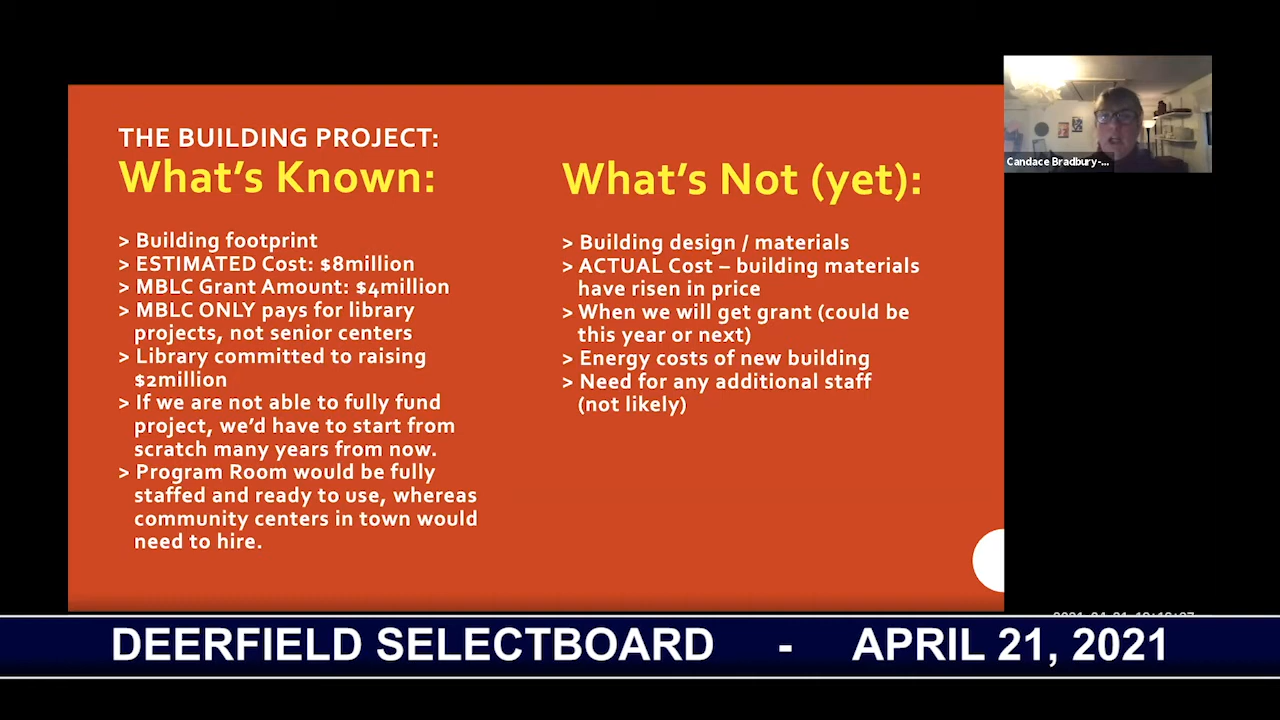 THE BUILDING PROJECT:
What's Known:
> Building footprint
> ESTIMATED Cost: $8million
> MBLC Grant Amount: $4million
> MBLC ONLY pays for library
projects, not senior centers
> Library committed to raising
$2million
> If we are not able to fully fund
project, we'd have to start from
scratch many years from now.
> Program Room would be fully
staffed and ready to use, whereas
community centers in town would
need to hire.
What's Not (yet):
> Building design / materials
> ACTUAL Cost – building materials
have risen in price
> When we will get grant (could be
this year or next)
> Energy costs of new building
> Need for any additional staff
(not likely)
Candace Bradbury-...
DEERFIELD SELECTBOARD - APRIL 21, 2021